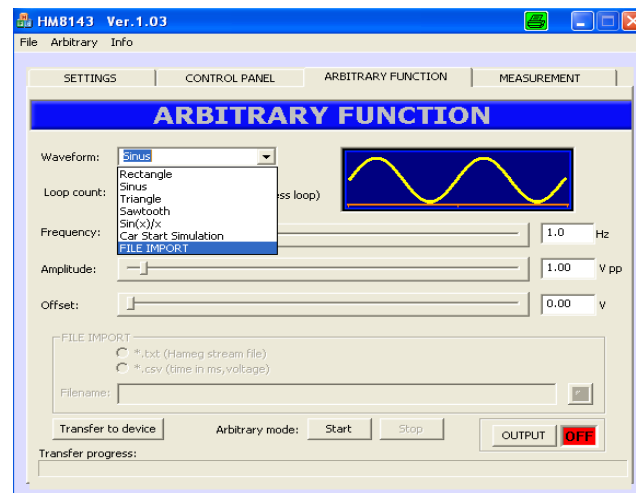 HM8143 Ver.1.03
File Arbitrary Info
SETTINGS CONTROL PANEL ARBITRARY FUNCTION MEASUREMENT
ARBITRARY FUNCTION
Waveform: Sinus
Rectangle
Sinus
Triangle
Sawtooth
Sin(x)/x
Car Start Simulation
FILE IMPORT
Loop count: loop)
Frequency: 1.0 Hz
Amplitude: 1.00 V pp
Offset: 0.00 V
FILE IMPORT
*.txt (Hameg stream file)
*.csv (time in ms,voltage)
Filename:
Transfer to device Arbitrary mode: Start Stop OUTPUT OFF
Transfer progress: